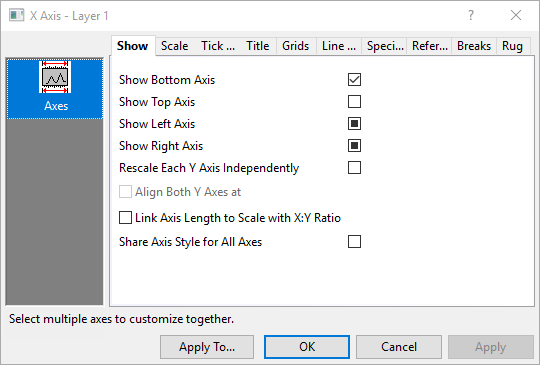 X Axis - Layer 1
Show Scale Tick ... Title Grids Line ... Speci... Refer... Breaks Rug
Axes
Show Bottom Axis
Show Top Axis
Show Left Axis
Show Right Axis
Rescale Each Y Axis Independently
Align Both Y Axes at
Link Axis Length to Scale with X:Y Ratio
Share Axis Style for All Axes
Select multiple axes to customize together.
Apply To... OK Cancel Apply